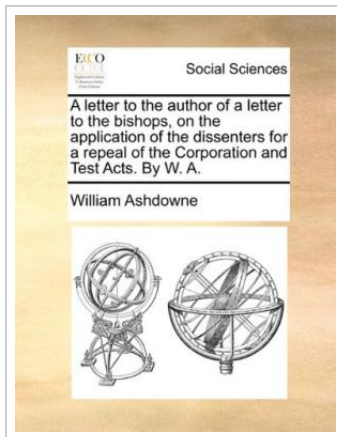 ECCO
Social Sciences
A letter to the author of a letter
to the bishops, on the
application of the dissenters for
a repeal of the Corporation and
Test Acts. By W. A.
William Ashdowne